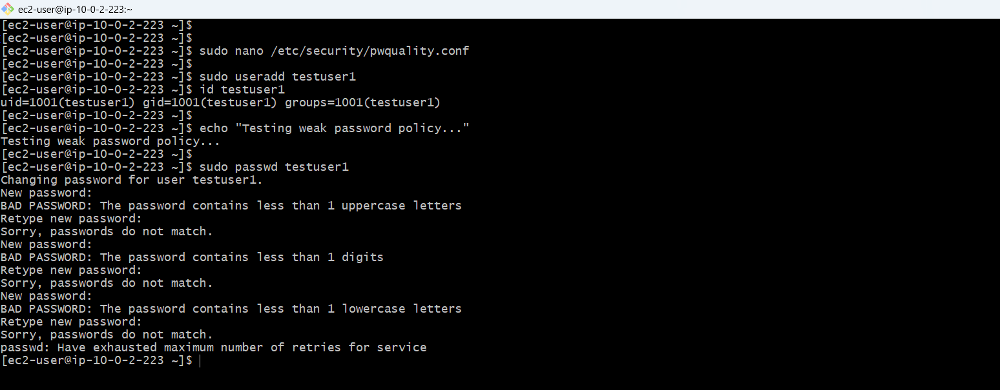 ec2-user@ip-10-0-2-223:~
[ec2-user@ip-10-0-2-223 ~]$
[ec2-user@ip-10-0-2-223 ~]$
[ec2-user@ip-10-0-2-223 ~]$ sudo nano /etc/security/pwquality.conf
[ec2-user@ip-10-0-2-223 ~]$
[ec2-user@ip-10-0-2-223 ~]$ sudo useradd testuser1
[ec2-user@ip-10-0-2-223 ~]$ id testuser1
uid=1001(testuser1) gid=1001(testuser1) groups=1001(testuser1)
[ec2-user@ip-10-0-2-223 ~]$
[ec2-user@ip-10-0-2-223 ~]$ echo "Testing weak password policy..."
Testing weak password policy...
[ec2-user@ip-10-0-2-223 ~]$
[ec2-user@ip-10-0-2-223 ~]$ sudo passwd testuser1
Changing password for user testuser1.
New password:
BAD PASSWORD: The password contains less than 1 uppercase letters
Retype new password:
Sorry, passwords do not match.
New password:
BAD PASSWORD: The password contains less than 1 digits
Retype new password:
Sorry, passwords do not match.
New password:
BAD PASSWORD: The password contains less than 1 lowercase letters
Retype new password:
Sorry, passwords do not match.
passwd: Have exhausted maximum number of retries for service
[ec2-user@ip-10-0-2-223 ~]$